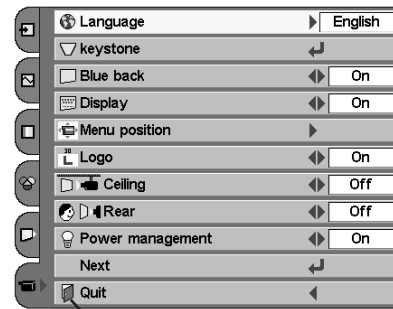 Language English
keystone
Blue back On
Display On
Menu position
Logo On
Ceiling Off
Rear Off
Power management On
Next
Quit